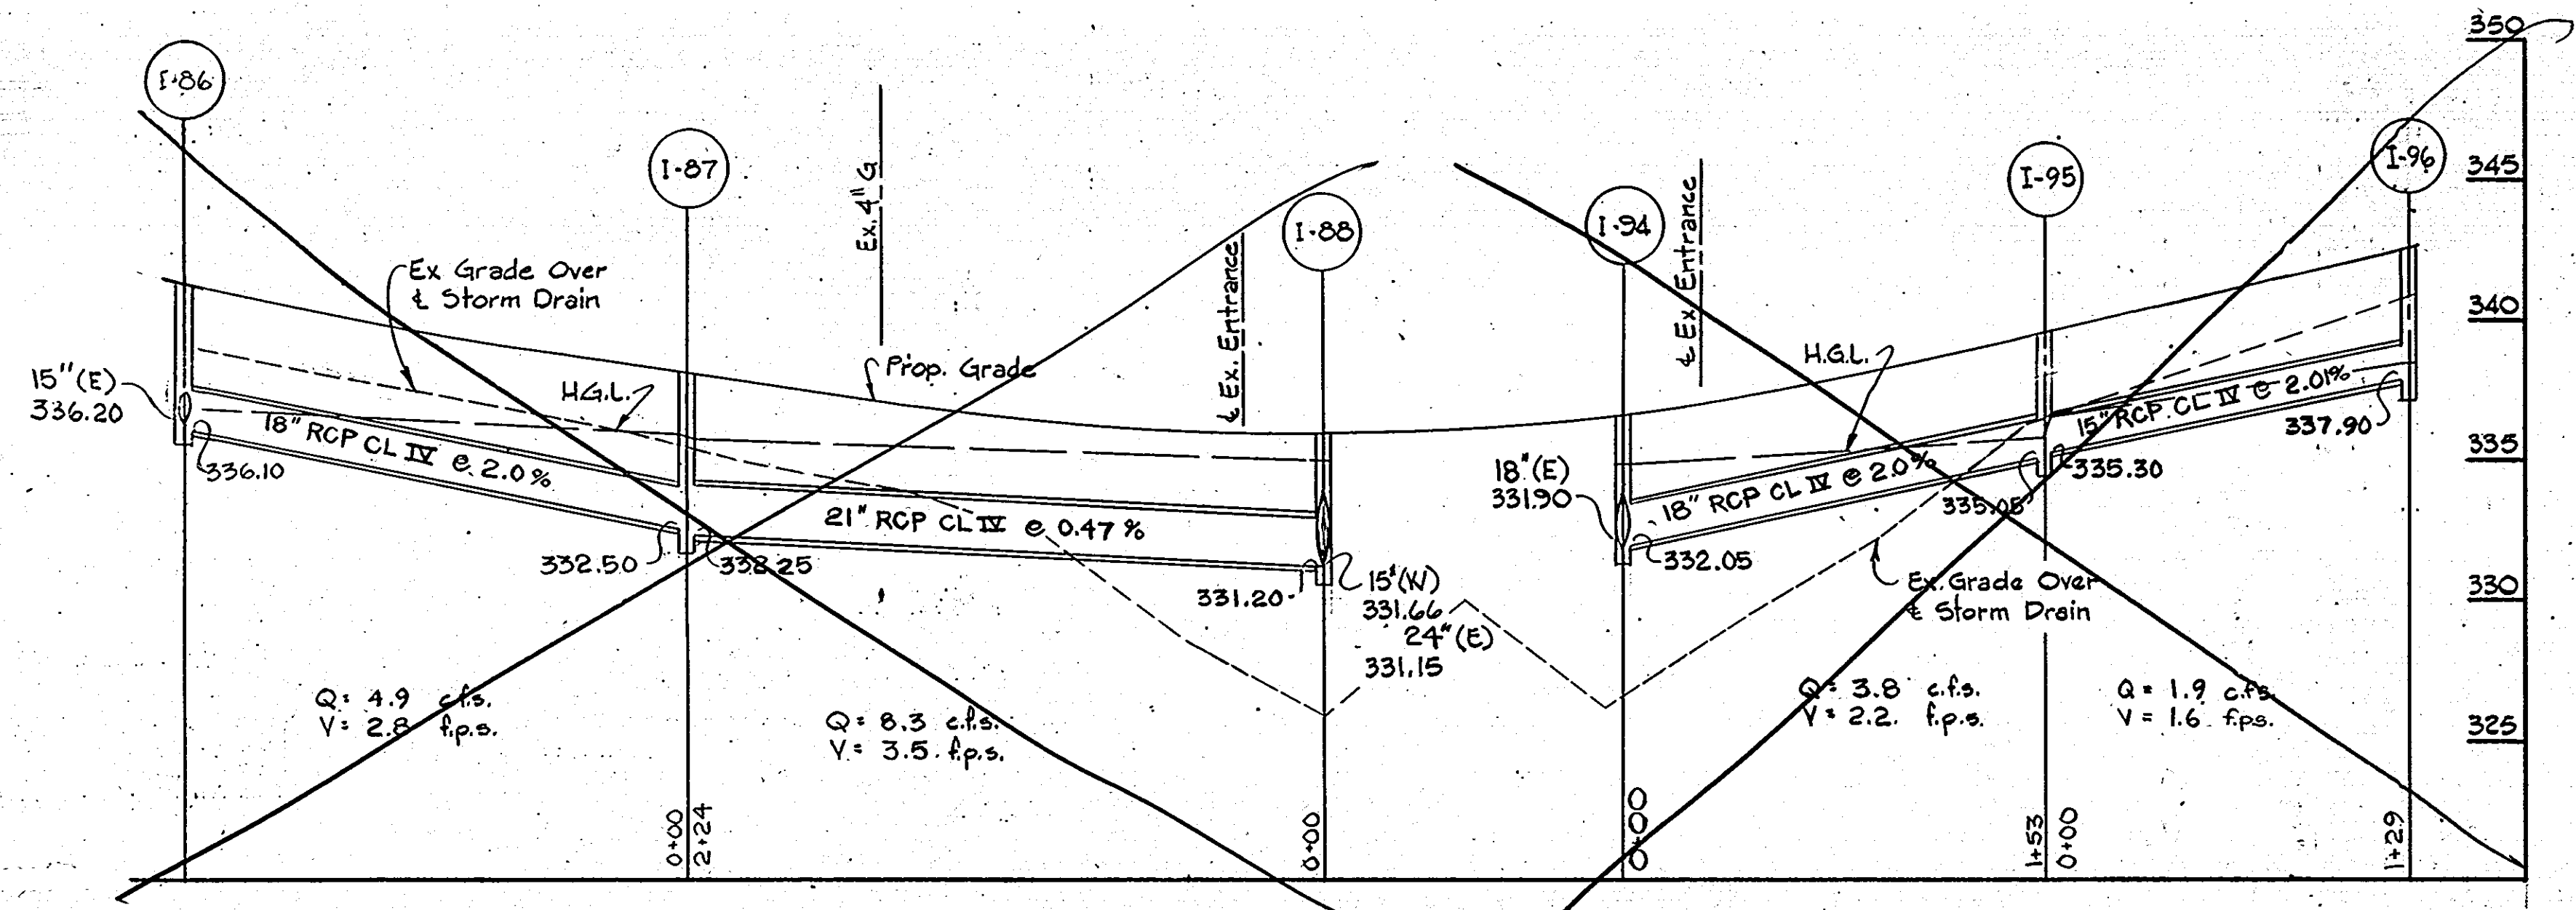 I-86
I-87
Ex. 4" G
I-88
I-94
I-95
I-96
350
345
340
335
330
325
Ex Grade Over
℄ Storm Drain
H.G.L.
Prop. Grade
℄ Ex. Entrance
℄ Ex. Entrance
H.G.L.
15" (E)
336.20
336.10
18" RCP CL IV @ 2.0%
332.50
21" RCP CL IV @ 0.47 %
331.20
15" (W)
331.66
24" (E)
331.15
18" (E)
331.90
332.05
18" RCP CL IV @ 2.0%
335.05
335.30
15" RCP CL IV @ 2.01%
337.90
Ex. Grade Over
℄ Storm Drain
Q = 4.9 c.f.s.
V = 2.8 f.p.s.
Q = 8.3 c.f.s.
V = 3.5 f.p.s.
Q = 3.8 c.f.s.
V = 2.2 f.p.s.
Q = 1.9 c.f.s.
V = 1.6 f.p.s.
0+00
2+24
0+00
0+00
1+53
0+00
1+29